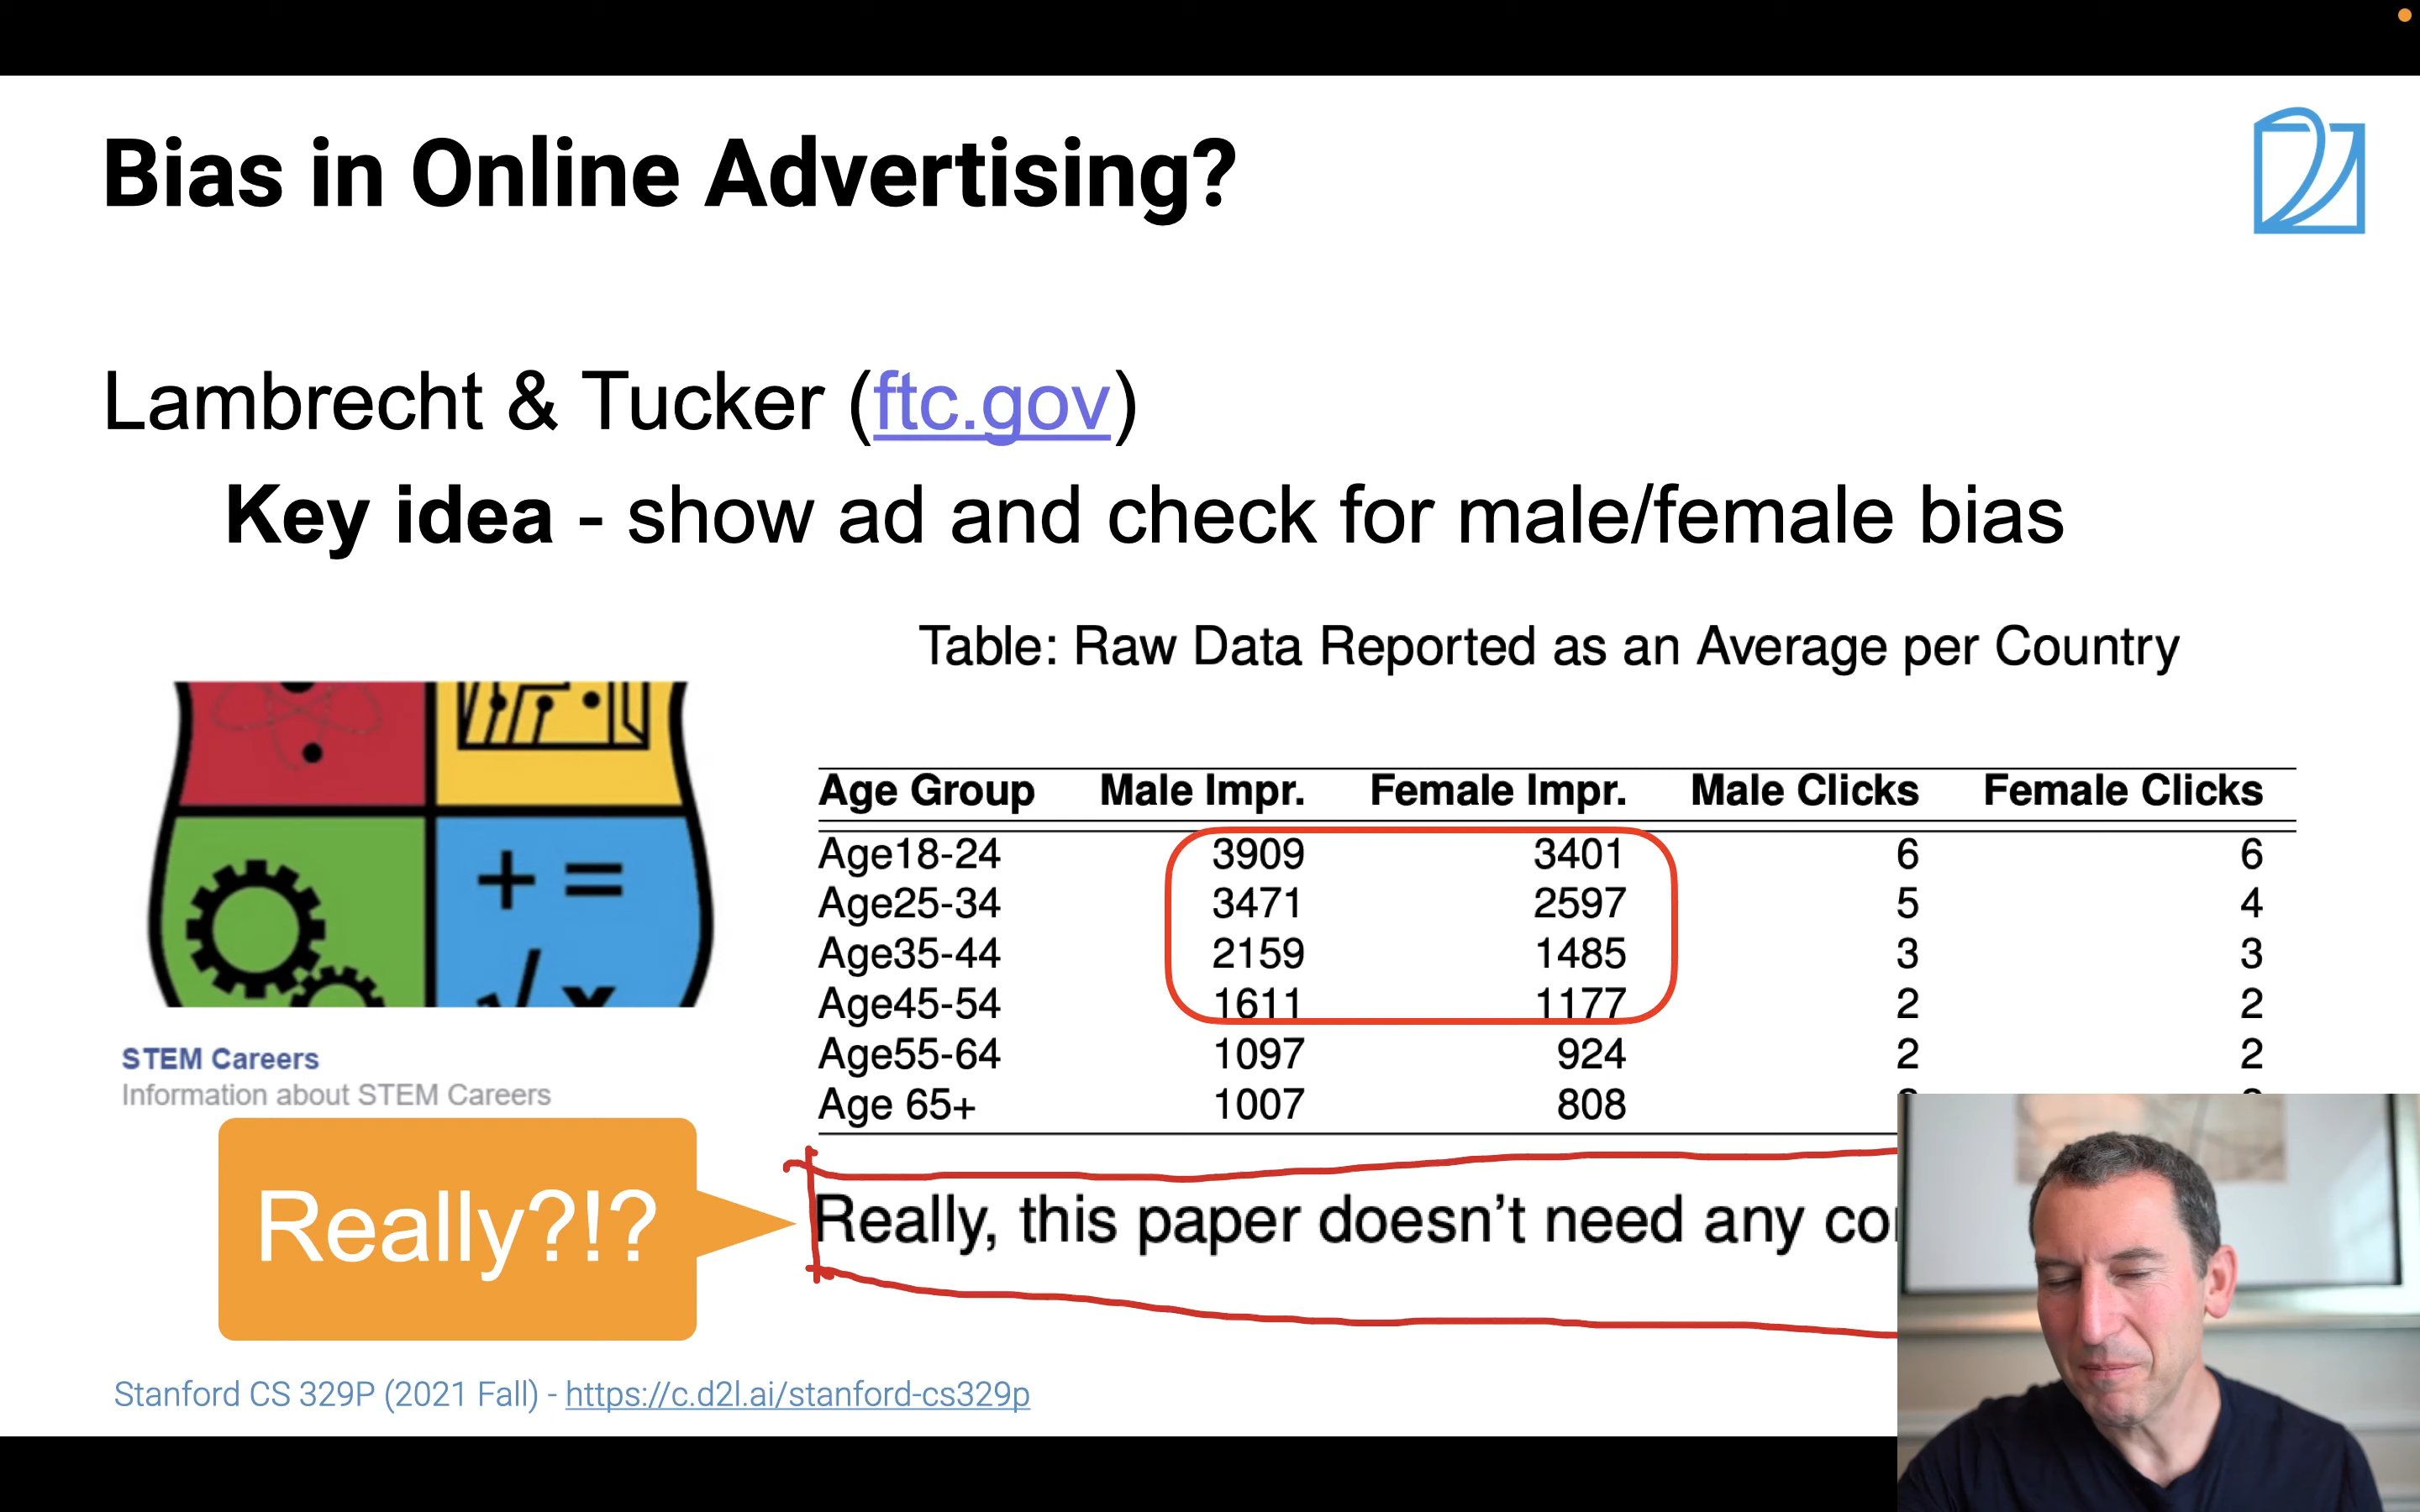 Bias in Online Advertising?
Lambrecht & Tucker (ftc.gov)
Key idea - show ad and check for male/female bias
Table: Raw Data Reported as an Average per Country
Age Group Male Impr. Female Impr. Male Clicks Female Clicks
Age18-24 3909 3401 6 6
Age25-34 3471 2597 5 4
Age35-44 2159 1485 3 3
Age45-54 1611 1177 2 2
Age55-64 1097 924 2 2
Age 65+ 1007 808
+ =
√ x
STEM Careers
Information about STEM Careers
Really?!?
Really, this paper doesn’t need any
Stanford CS 329P (2021 Fall) - https://c.d2l.ai/stanford-cs329p